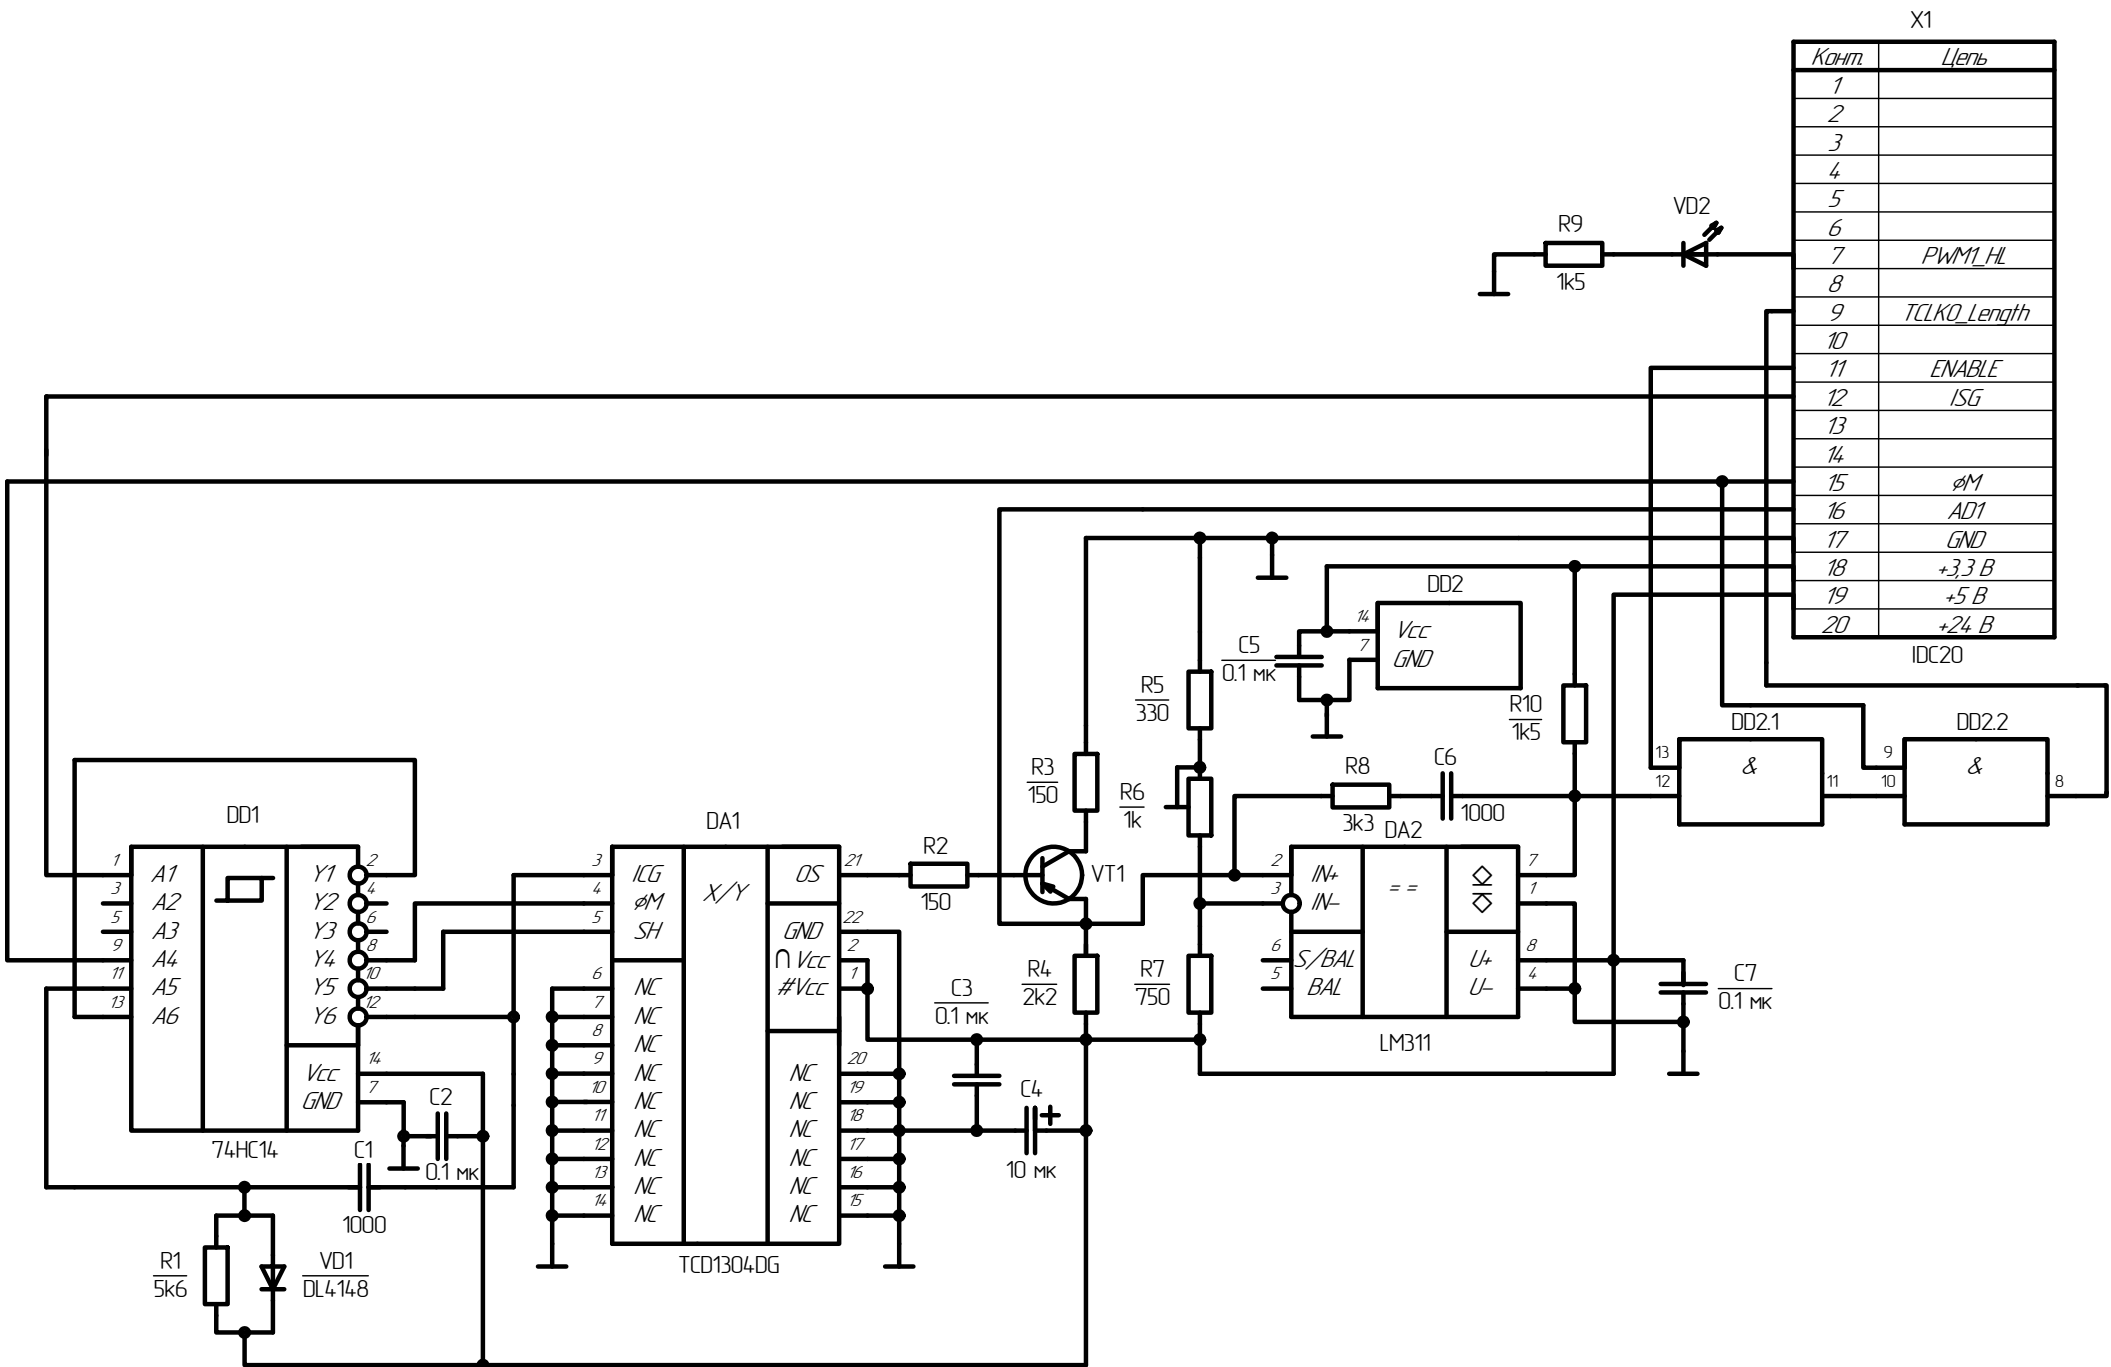 X1
Конт. Цепь
1
2
3
4
5
6
7 PWM1_HL
8
9 TCLK0_Length
10
11 ENABLE
12 ISG
13
14
15 øM
16 AD1
17 GND
18 +3,3 В
19 +5 В
20 +24 В
IDC20
VD2
R9
1k5
DD2
14 Vcc
7 GND
C5
0.1 мк
R5
330
R10
1k5
DD2.1
13
12
&
11
DD2.2
9
10
&
8
R3
150
R6
1k
R8
3k3
C6
1000
DD1
1 A1 Y1 2
3 A2 Y2 4
5 A3 Y3 6
9 A4 Y4 8
11 A5 Y5 10
13 A6 Y6 12
Vcc 14
GND 7
74HC14
C2
0.1 мк
C1
1000
R1
5k6
VD1
DL4148
DA1
3 ICG X/Y OS 21
4 øM
5 SH GND 22
∩ Vcc 2
6 NC #Vcc 1
7 NC
8 NC
9 NC NC 20
10 NC NC 19
11 NC NC 18
12 NC NC 17
13 NC NC 16
14 NC NC 15
TCD1304DG
R2
150
VT1
R4
2k2
R7
750
C3
0.1 мк
C4
+
10 мк
DA2
2 IN+ == 7
3 IN- 1
6 S/BAL U+ 8
5 BAL U- 4
LM311
C7
0.1 мк